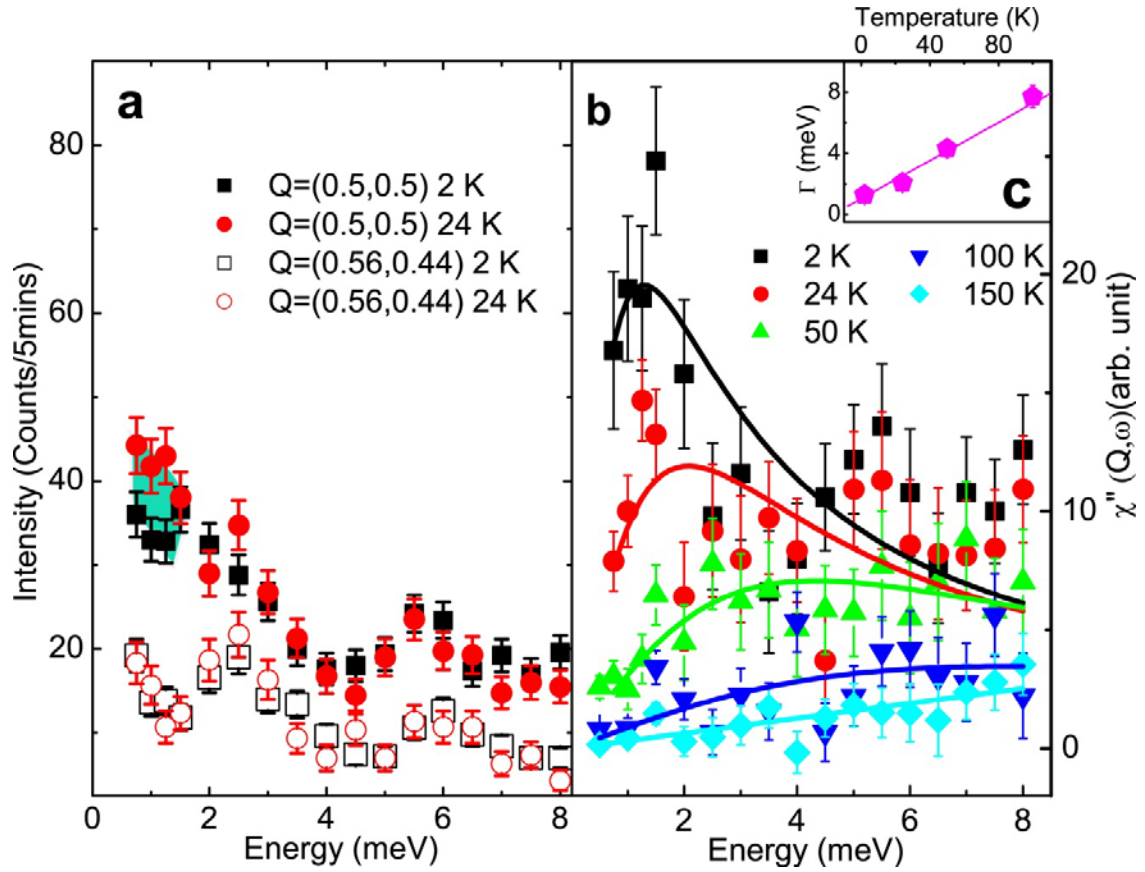 a
Intensity (Counts/5mins)
80
60
40
20
0
2
4
6
8
Energy (meV)
Q=(0.5,0.5) 2 K
Q=(0.5,0.5) 24 K
Q=(0.56,0.44) 2 K
Q=(0.56,0.44) 24 K
b
2 K
24 K
50 K
100 K
150 K
20
10
0
χ" (Q,ω)(arb. unit)
2
4
6
8
Energy (meV)
Temperature (K)
0
40
80
8
4
0
Γ (meV)
c